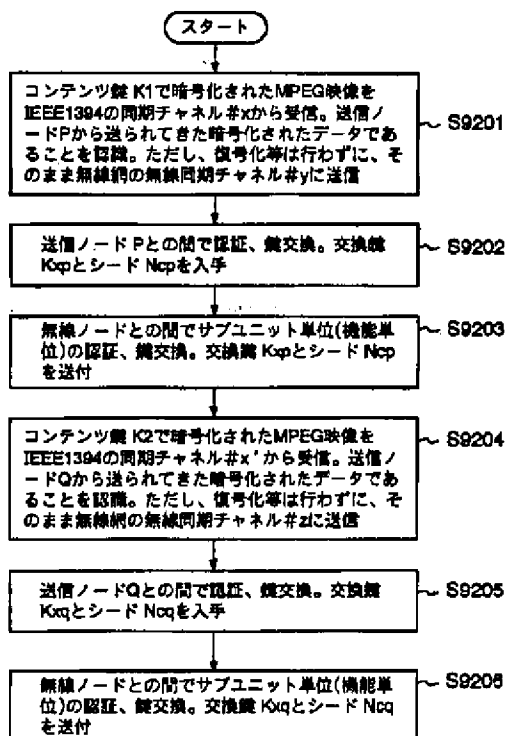 スタート
コンテンツ鍵 K1で暗号化されたMPEG映像を
IEEE1394の同期チャネル#xから受信。送信ノ
ードPから送られてきた暗号化されたデータであ
ることを認識。ただし、復号化等は行わずに、そ
のまま無線網の無線同期チャネル#yに送信
S9201
送信ノード Pとの間で認証、鍵交換。交換鍵
KxpとシードNcpを入手
S9202
無線ノードとの間でサブユニット単位(機能単
位)の認証、鍵交換。交換鍵 Kxpとシード Ncp
を送付
S9203
コンテンツ鍵 K2で暗号化されたMPEG映像を
IEEE1394の同期チャネル#x'から受信。送信ノ
ードQから送られてきた暗号化されたデータであ
ることを認識。ただし、復号化等は行わずに、そ
のまま無線網の無線同期チャネル#zに送信
S9204
送信ノードQとの間で認証、鍵交換。交換鍵
KxqとシードNcqを入手
S9205
無線ノードとの間でサブユニット単位(機能単
位)の認証、鍵交換。交換鍵 Kxqとシード Ncq
を送付
S9206